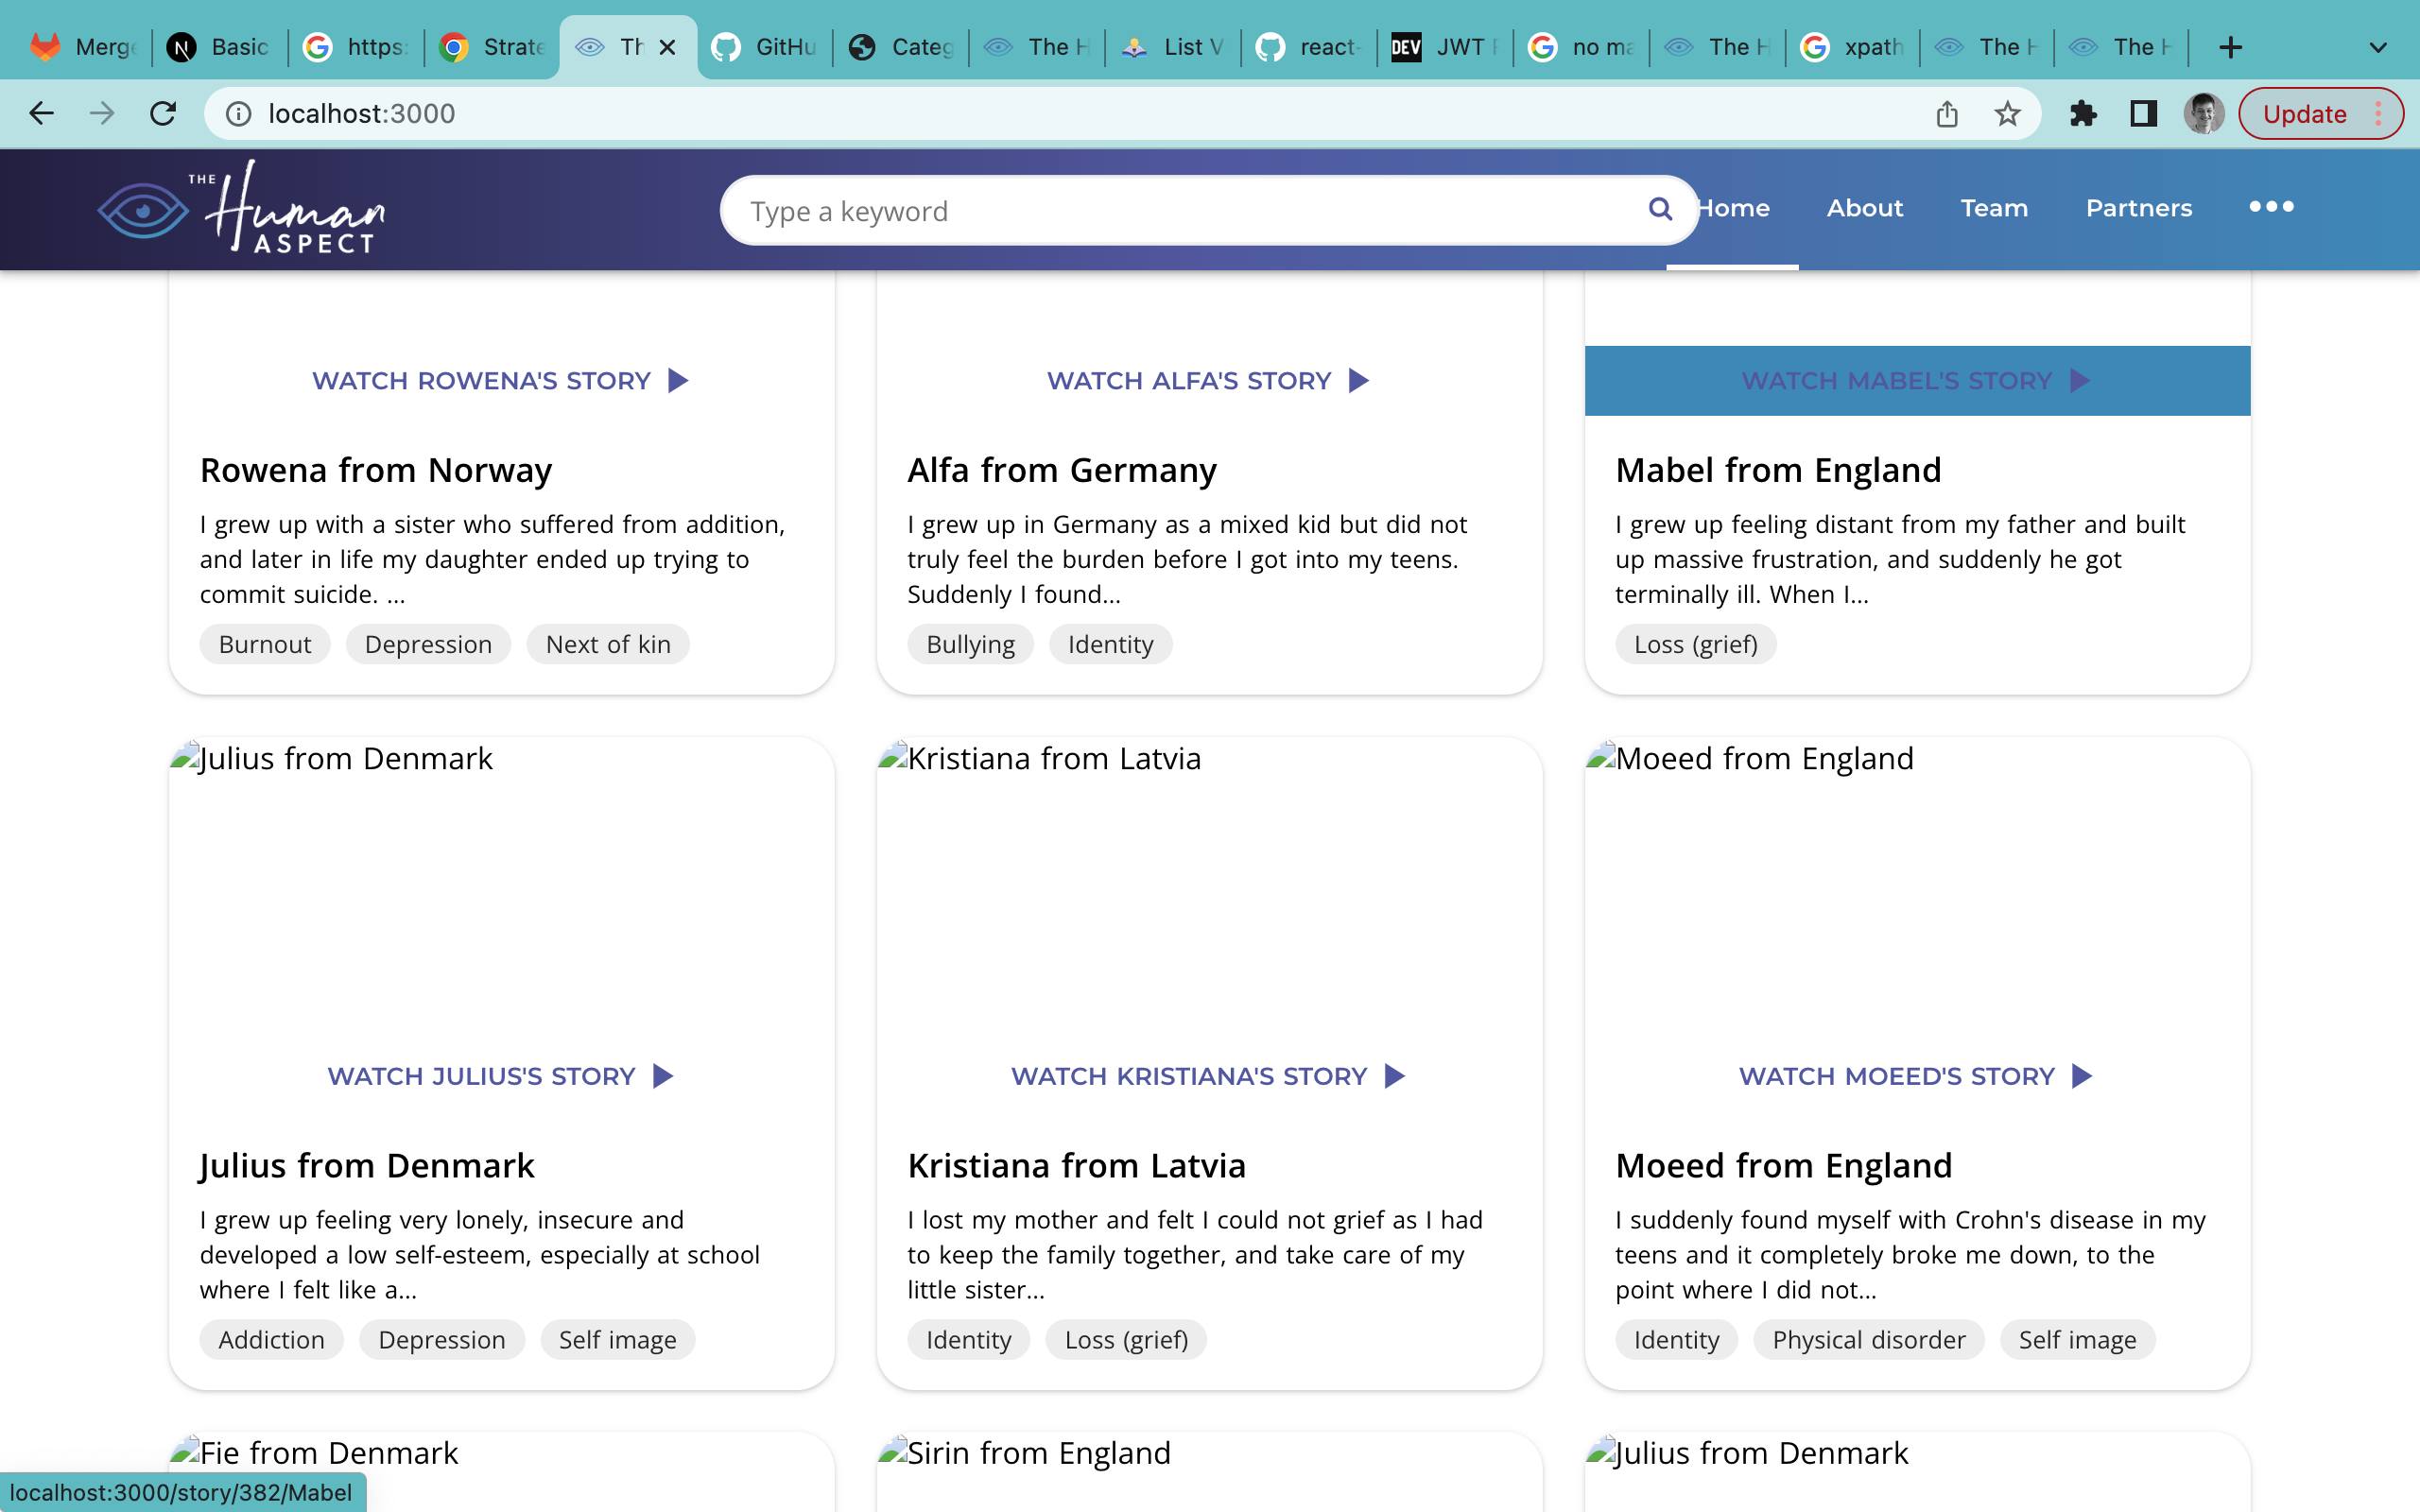 Merge Basic https: Strate Th GitHu Categ The H List V react- DEV JWT no ma The H xpath The H The H
localhost:3000 Update
THE Human ASPECT Type a keyword Home About Team Partners
WATCH ROWENA'S STORY
Rowena from Norway
I grew up with a sister who suffered from addition,
and later in life my daughter ended up trying to
commit suicide. ...
Burnout Depression Next of kin
WATCH ALFA'S STORY
Alfa from Germany
I grew up in Germany as a mixed kid but did not
truly feel the burden before I got into my teens.
Suddenly I found...
Bullying Identity
WATCH MABEL'S STORY
Mabel from England
I grew up feeling distant from my father and built
up massive frustration, and suddenly he got
terminally ill. When I...
Loss (grief)
Julius from Denmark
WATCH JULIUS'S STORY
Julius from Denmark
I grew up feeling very lonely, insecure and
developed a low self-esteem, especially at school
where I felt like a...
Addiction Depression Self image
Kristiana from Latvia
WATCH KRISTIANA'S STORY
Kristiana from Latvia
I lost my mother and felt I could not grief as I had
to keep the family together, and take care of my
little sister...
Identity Loss (grief)
Moeed from England
WATCH MOEED'S STORY
Moeed from England
I suddenly found myself with Crohn's disease in my
teens and it completely broke me down, to the
point where I did not...
Identity Physical disorder Self image
Fie from Denmark
Sirin from England
Julius from Denmark
localhost:3000/story/382/Mabel